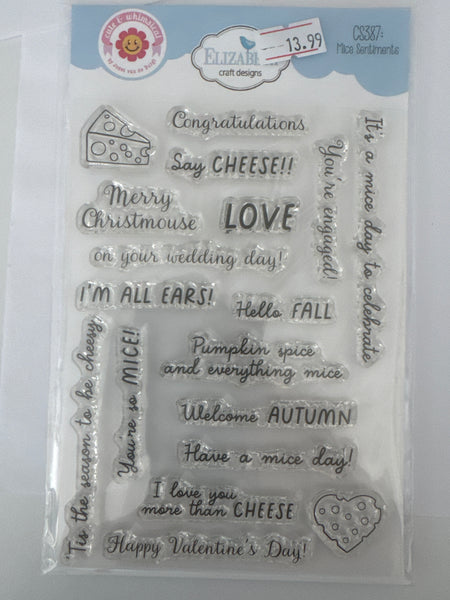 cute & whimsical
CS387:
Mice Sentiments
13.99
craft designs
Congratulations
Say CHEESE!!
Merry
Christmouse
LOVE
You're engaged!
It's a mice day to celebrate
on your wedding day!
I'M ALL EARS!
Hello FALL
Pumpkin spice
and everything mice
'Tis the season to be cheesy
You're so MICE!!
Welcome AUTUMN
Have a mice day!
I love you
more than CHEESE
Happy Valentine's Day!